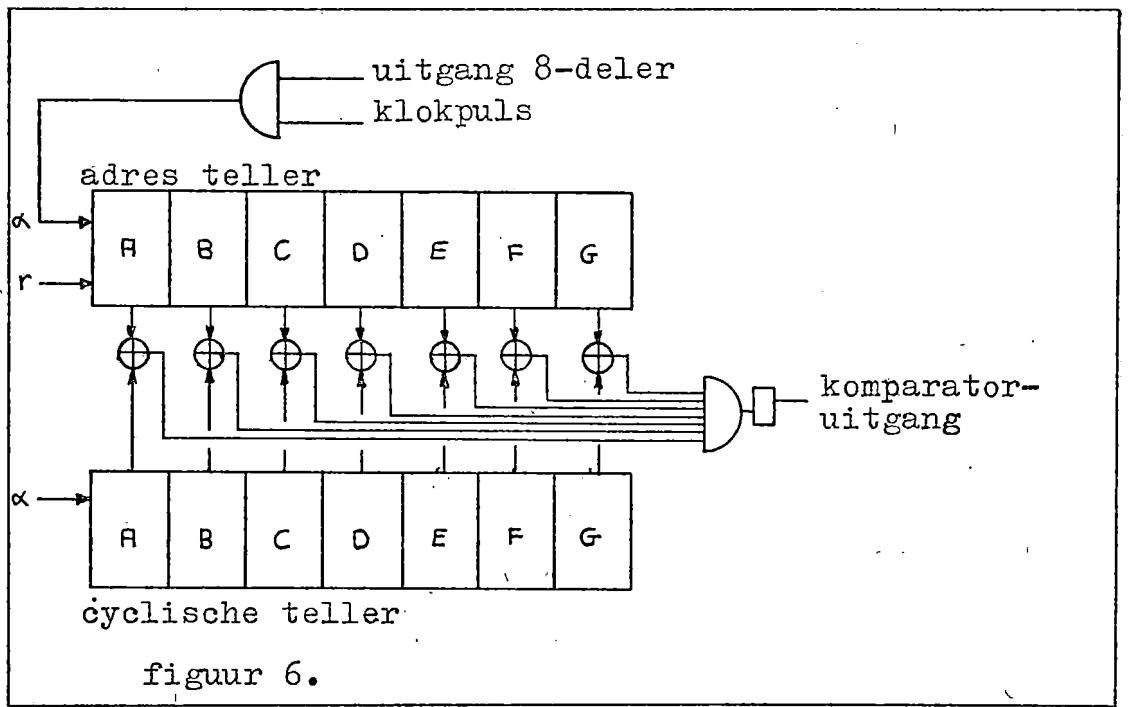 uitgang 8-deler
klokpuls
adres teller
α
r
A B C D E F G
komparator-
uitgang
α
A B C D E F G
cyclische teller
figuur 6.